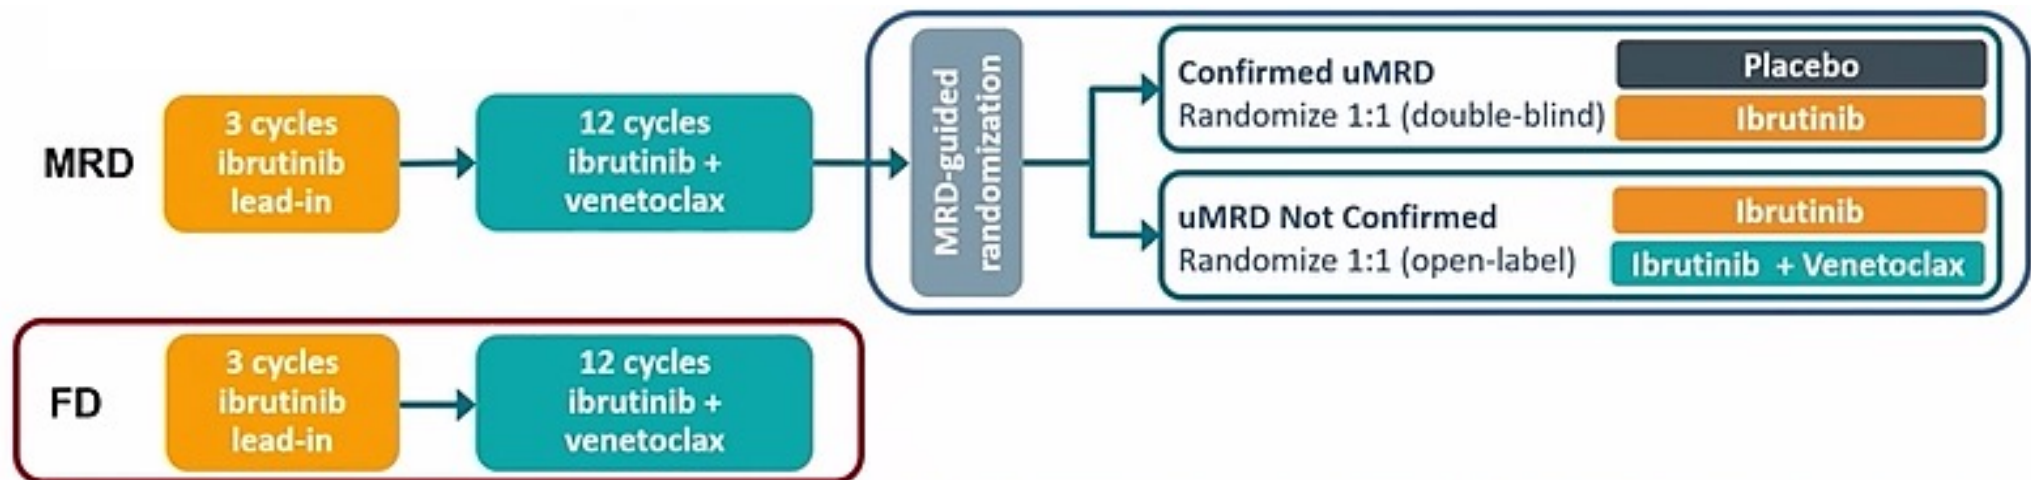 MRD
3 cycles
ibrutinib
lead-in
12 cycles
ibrutinib +
venetoclax
MRD-guided
randomization
Confirmed uMRD
Randomize 1:1 (double-blind)
Placebo
Ibrutinib
uMRD Not Confirmed
Randomize 1:1 (open-label)
Ibrutinib
Ibrutinib + Venetoclax
FD
3 cycles
ibrutinib
lead-in
12 cycles
ibrutinib +
venetoclax